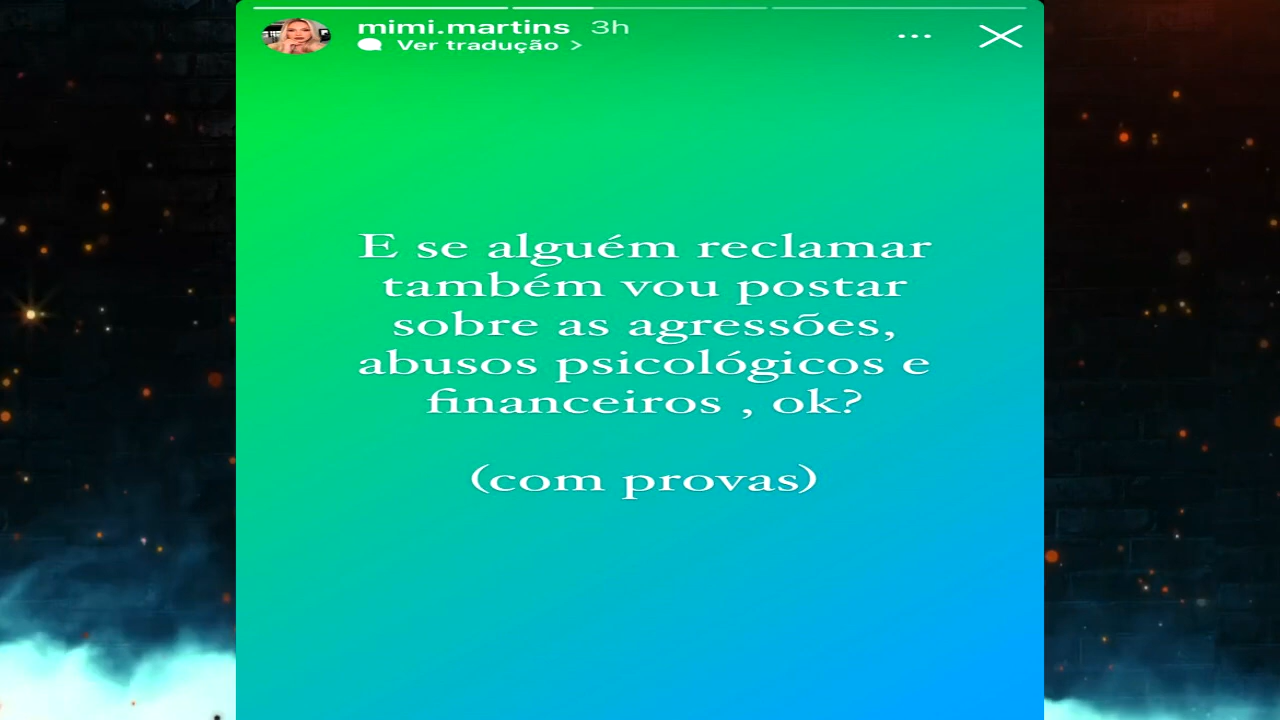 mimi.martins 3h
Ver tradução >
E se alguém reclamar
também vou postar
sobre as agressões,
abusos psicológicos e
financeiros , ok?
(com provas)